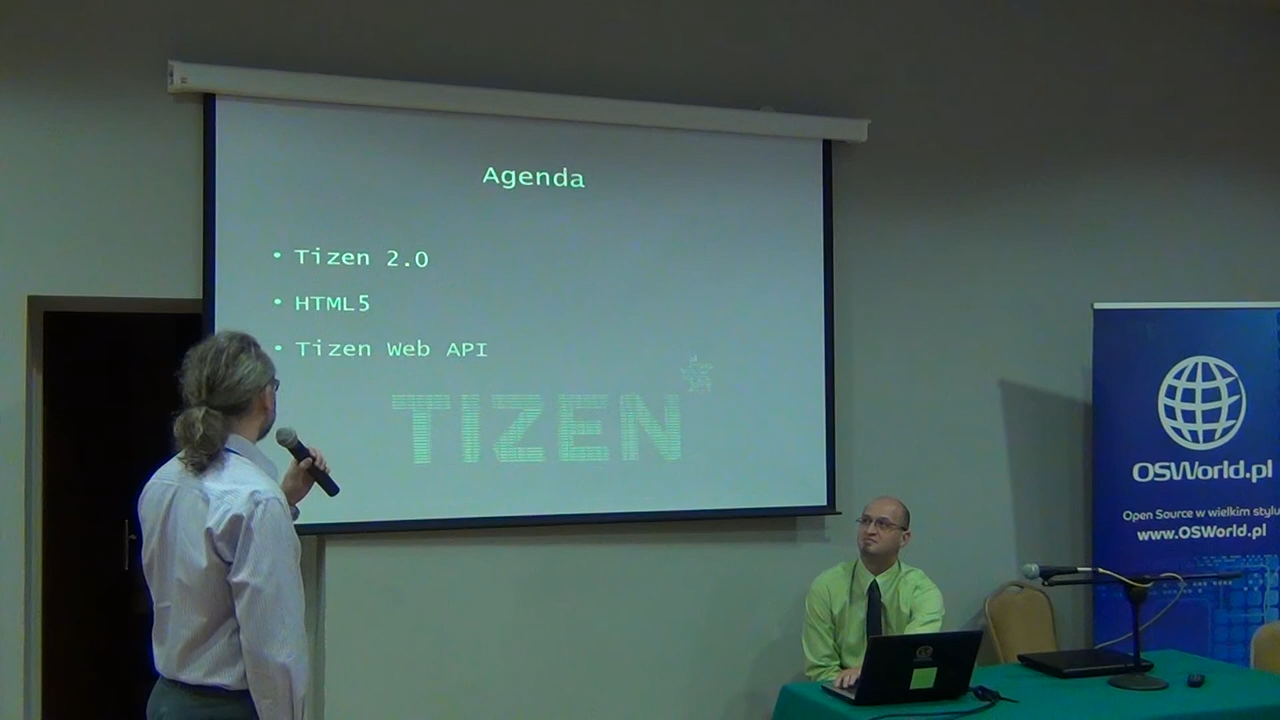 Agenda
• Tizen 2.0
• HTML5
• Tizen Web API
TIZEN
OSWorld.pl
Open Source w wielkim stylu
www.OSWorld.pl